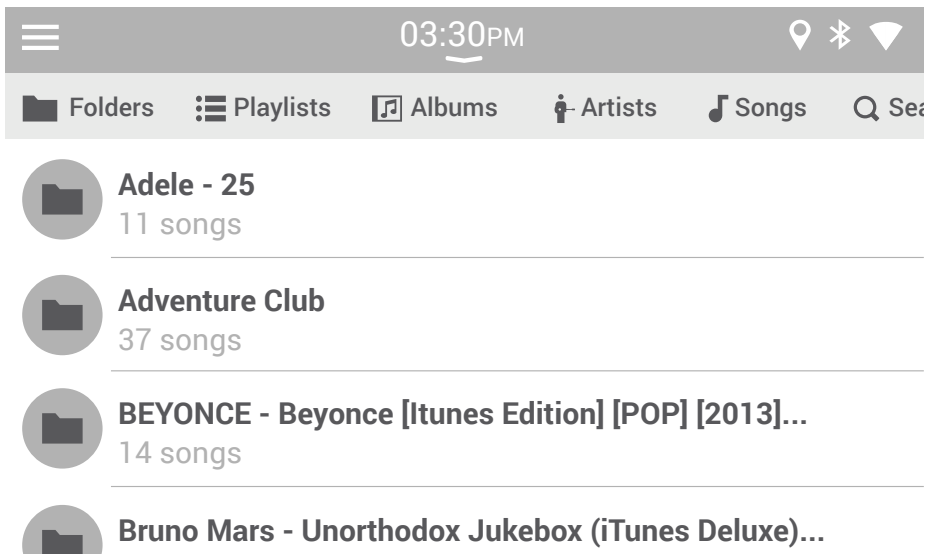 03:30PM
Folders Playlists Albums Artists Songs
Adele - 25
11 songs
Adventure Club
37 songs
BEYONCE - Beyonce [Itunes Edition] [POP] [2013]...
14 songs
Bruno Mars - Unorthodox Jukebox (iTunes Deluxe)...